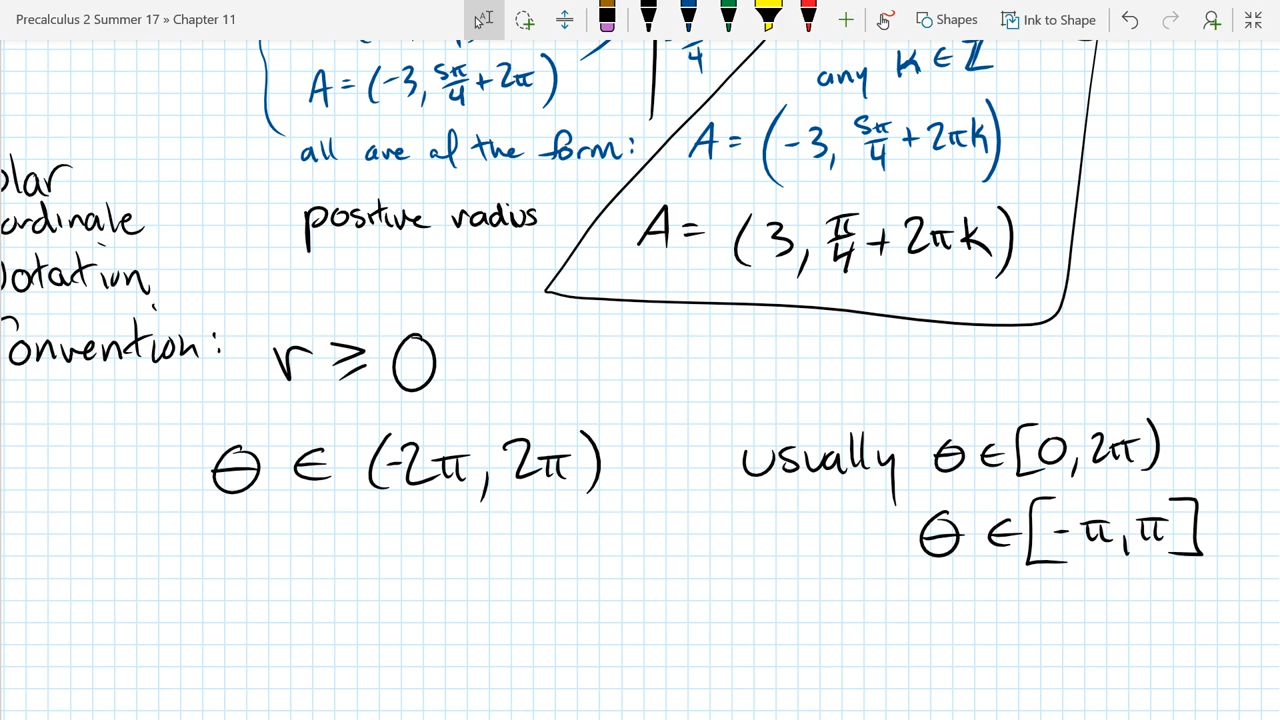 Precalculus 2 Summer 17 » Chapter 11
Shapes
Ink to Shape
A = (-3, 5π/4 + 2π)
4
any K ∈ ℤ
all are of the form:
A = (-3, 5π/4 + 2πk)
olar
ordinate
otation
Convention:
positive radius
A = (3, π/4 + 2πk)
r ≥ 0
θ ∈ (-2π, 2π)
usually θ ∈ [0, 2π)
θ ∈ [-π, π]